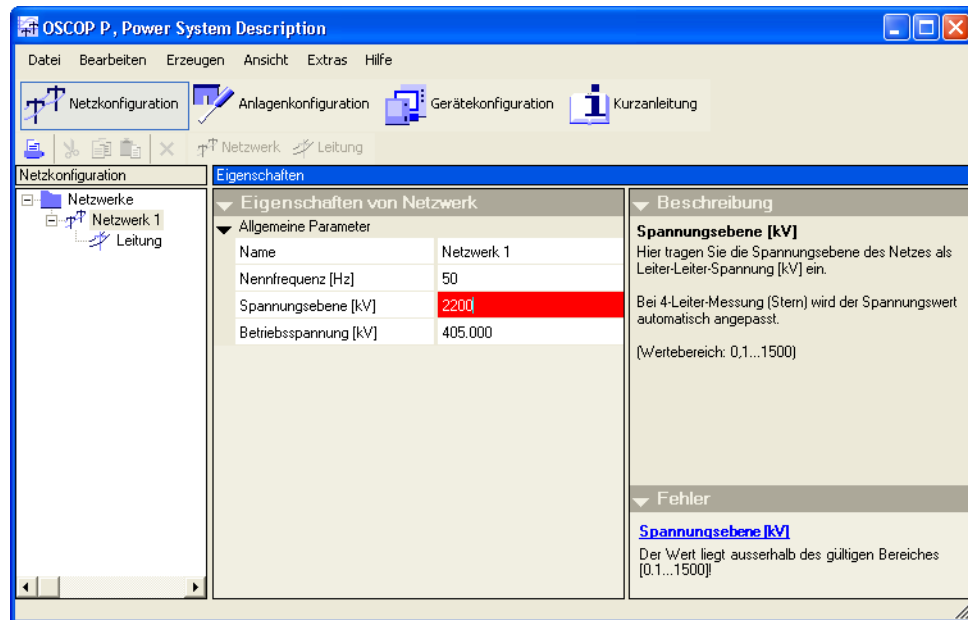 OSCOP P, Power System Description
Datei Bearbeiten Erzeugen Ansicht Extras Hilfe
Netzkonfiguration Anlagenkonfiguration Gerätekonfiguration Kurzanleitung
Netzwerk Leitung
Netzkonfiguration
Netzwerke
Netzwerk 1
Leitung
Eigenschaften
Eigenschaften von Netzwerk
Allgemeine Parameter
Name Netzwerk 1
Nennfrequenz [Hz] 50
Spannungsebene [kV] 2200
Betriebsspannung [kV] 405.000
Beschreibung
Spannungsebene [kV]
Hier tragen Sie die Spannungsebene des Netzes als
Leiter-Leiter-Spannung [kV] ein.
Bei 4-Leiter-Messung (Stern) wird der Spannungswert
automatisch angepasst.
(Wertebereich: 0,1...1500)
Fehler
Spannungsebene [kV]
Der Wert liegt ausserhalb des gültigen Bereiches
[0.1...1500]!